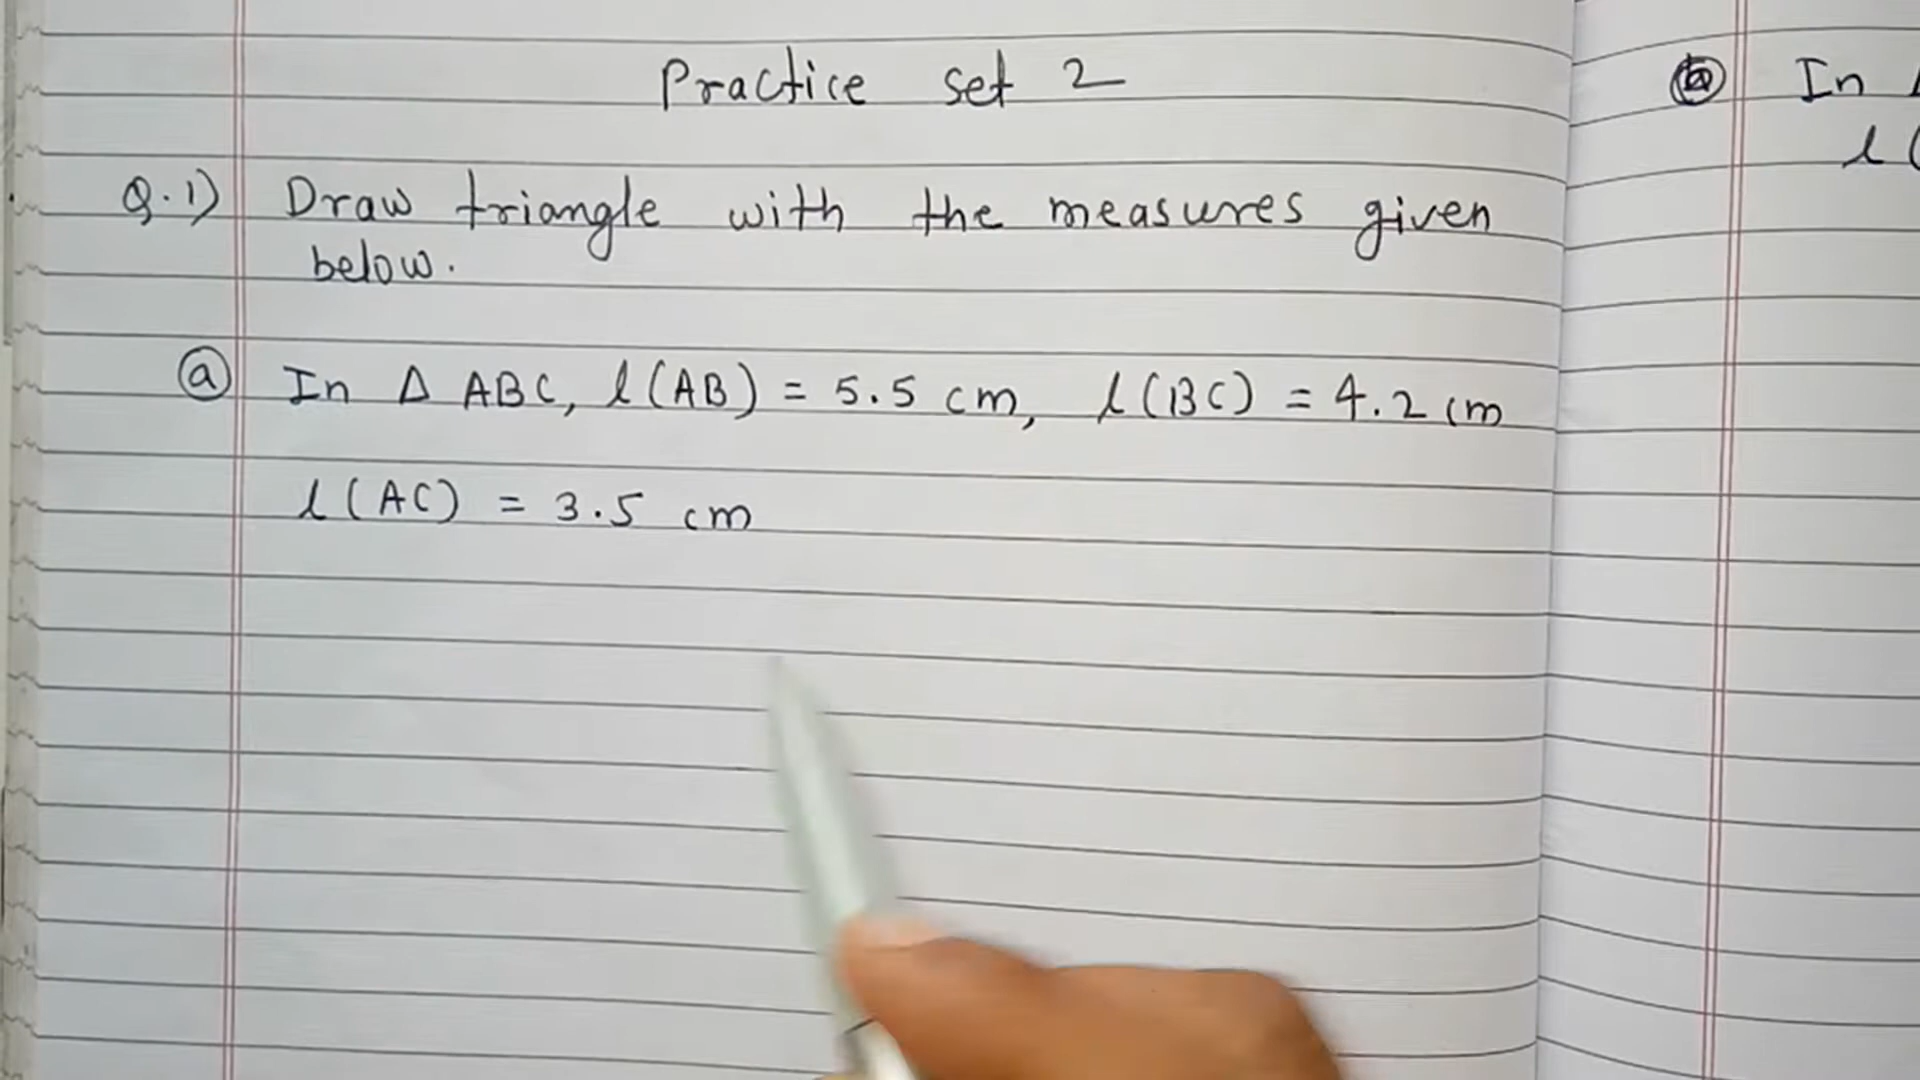 Practice set 2
Q.1) Draw triangle with the measures given
below.
(a) In Δ ABC, l(AB) = 5.5 cm, l(BC) = 4.2 cm
l(AC) = 3.5 cm
In
l(